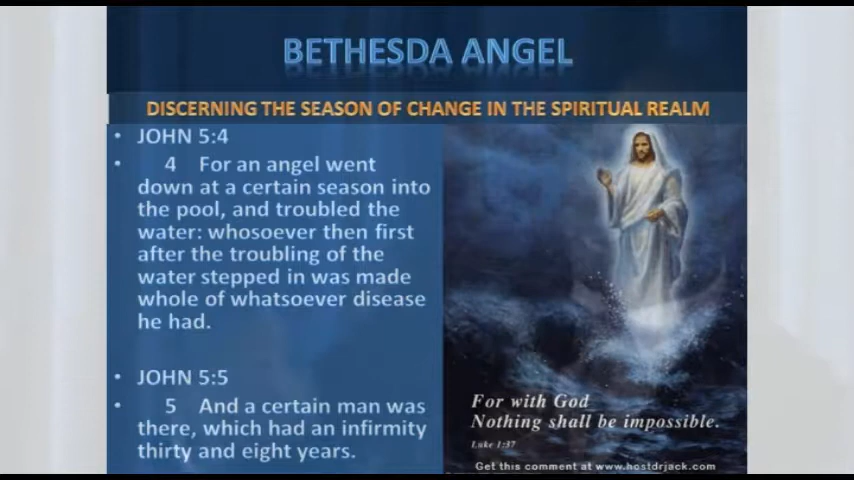 BETHESDA ANGEL
DISCERNING THE SEASON OF CHANGE IN THE SPIRITUAL REALM
• JOHN 5:4
• 4 For an angel went
down at a certain season into
the pool, and troubled the
water: whosoever then first
after the troubling of the
water stepped in was made
whole of whatsoever disease
he had.
• JOHN 5:5
• 5 And a certain man was
there, which had an infirmity
thirty and eight years.
For with God
Nothing shall be impossible.
Luke 1:37
Get this comment at www.hostdrjack.com